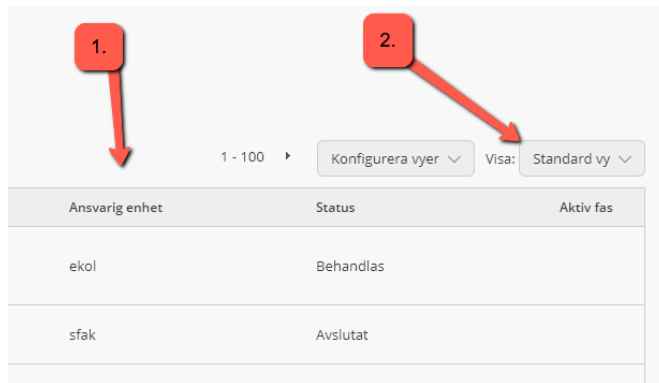 1.
2.
1 - 100
Konfigurera vyer
Visa:
Standard vy
Ansvarig enhet
Status
Aktiv fas
ekol
Behandlas
sfak
Avslutat